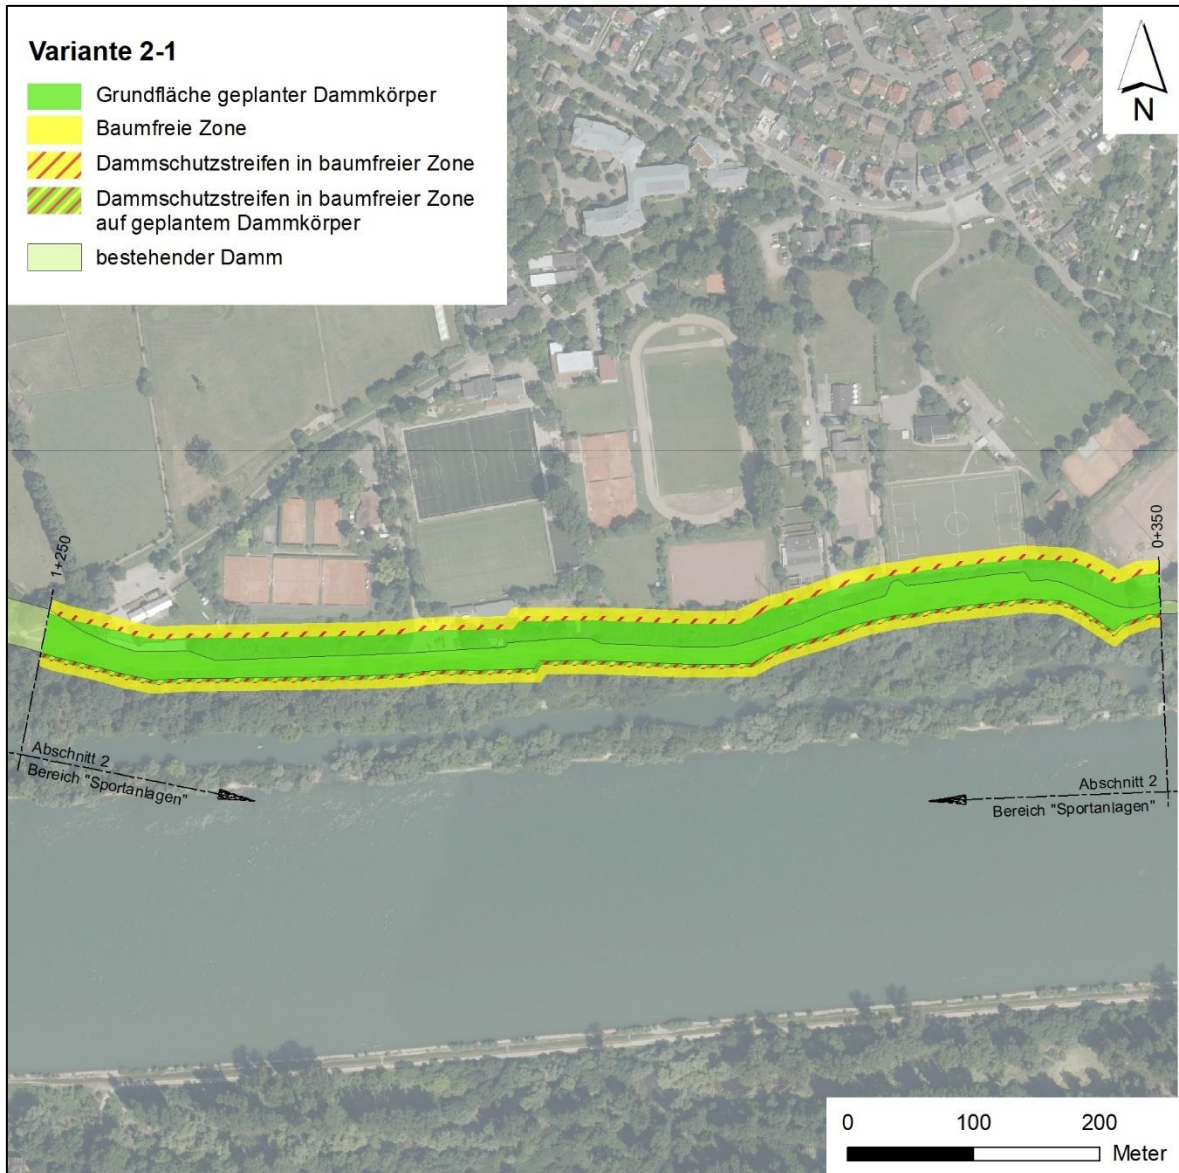 Variante 2-1
Grundfläche geplanter Dammkörper
Baumfreie Zone
Dammschutzstreifen in baumfreier Zone
Dammschutzstreifen in baumfreier Zone
auf geplantem Dammkörper
bestehender Damm
N
1+250
0+350
Abschnitt 2
Bereich "Sportanlagen"
Abschnitt 2
Bereich "Sportanlagen"
0 100 200
Meter